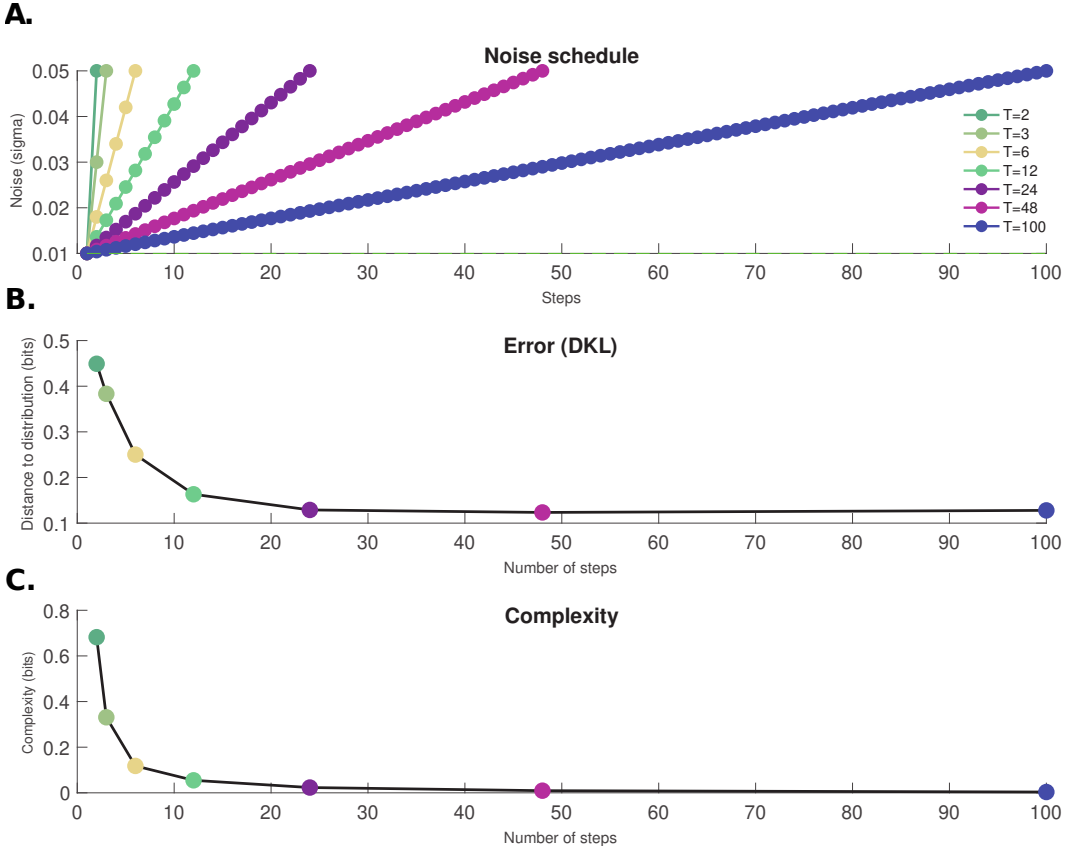 A.
Noise schedule
Noise (sigma)
0.05
0.04
0.03
0.02
0.01
0 10 20 30 40 50 60 70 80 90 100
Steps
T=2
T=3
T=6
T=12
T=24
T=48
T=100
B.
Error (DKL)
Distance to distribution (bits)
0.5
0.4
0.3
0.2
0.1
0 10 20 30 40 50 60 70 80 90 100
Number of steps
C.
Complexity
Complexity (bits)
0.8
0.6
0.4
0.2
0
0 10 20 30 40 50 60 70 80 90 100
Number of steps